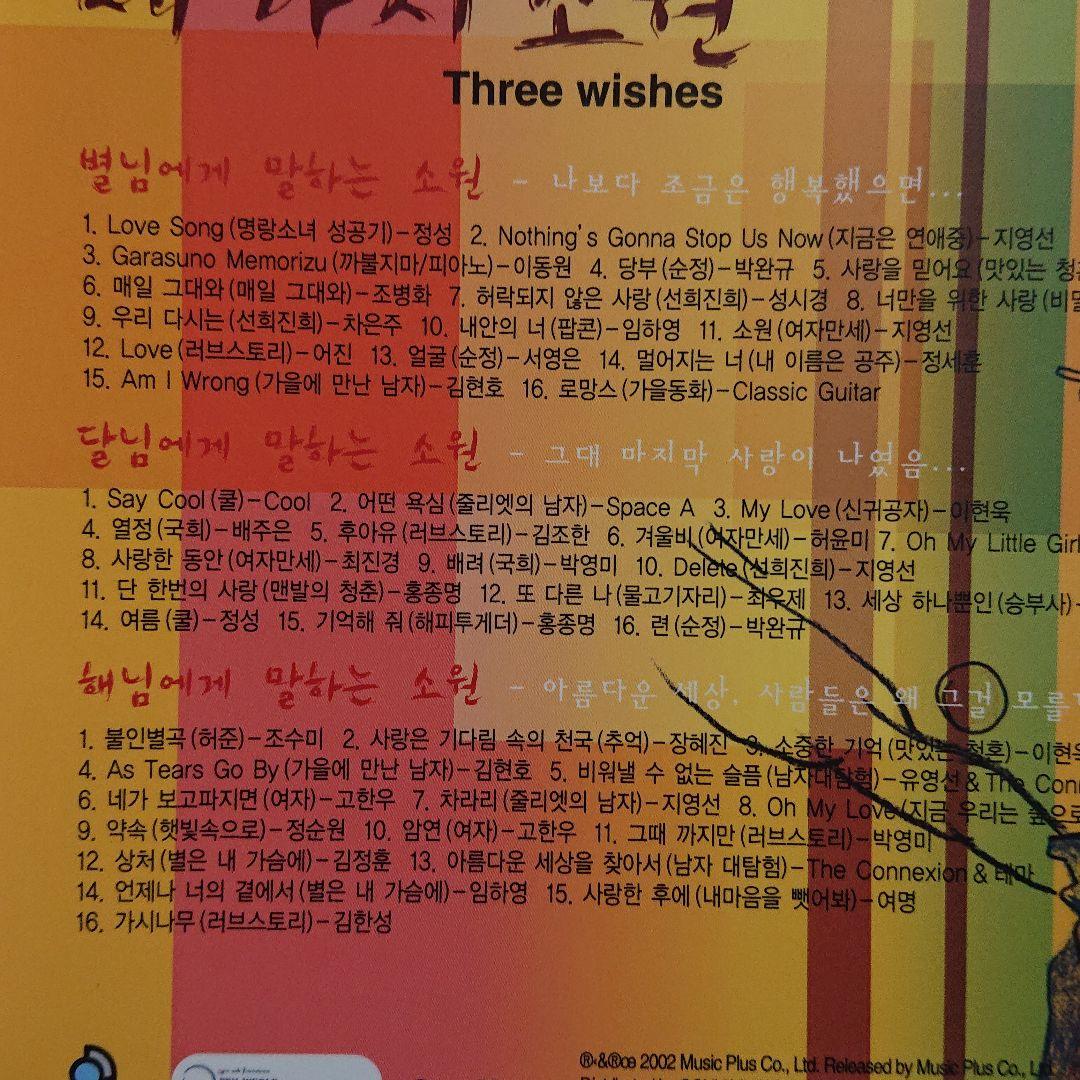 세가지 소원
Three wishes
별님에게 말하는 소원 - 나보다 조금은 행복했으면...
1. Love Song(명랑소녀 성공기)-정성 2. Nothing's Gonna Stop Us Now(지금은 연애중)-지영선
3. Garasuno Memorizu(까불지마/피아노)-이동원 4. 당부(순정)-박완규 5. 사랑을 믿어요(맛있는 청혼
6. 매일 그대와(매일 그대와)-조병화 7. 허락되지 않은 사랑(선희진희)-성시경 8. 너만을 위한 사랑(비밀
9. 우리 다시는(선희진희)-차은주 10. 내안의 너(팝콘)-임하영 11. 소원(여자만세)-지영선
12. Love(러브스토리)-어진 13. 얼굴(순정)-서영은 14. 멀어지는 너(내 이름은 공주)-정세훈
15. Am I Wrong(가을에 만난 남자)-김현호 16. 로망스(가을동화)-Classic Guitar
달님에게 말하는 소원 - 그대 마지막 사랑이 나였음...
1. Say Cool(쿨)-Cool 2. 어떤 욕심(줄리엣의 남자)-Space A 3. My Love(신귀공자)-이현욱
4. 열정(국희)-배주은 5. 후아유(러브스토리)-김조한 6. 겨울비(여자만세)-허윤미 7. Oh My Little Girl
8. 사랑한 동안(여자만세)-최진경 9. 배려(국희)-박영미 10. Delete(선희진희)-지영선
11. 단 한번의 사랑(맨발의 청춘)-홍종명 12. 또 다른 나(물고기자리)-최우제 13. 세상 하나뿐인(승부사)-
14. 여름(쿨)-정성 15. 기억해 줘(해피투게더)-홍종명 16. 련(순정)-박완규
해님에게 말하는 소원 - 아름다운 세상, 사람들은 왜 그걸 모를
1. 불인별곡(허준)-조수미 2. 사랑은 기다림 속의 천국(추억)-장혜진 3. 소중한 기억(맛있는 청혼)-이현욱
4. As Tears Go By(가을에 만난 남자)-김현호 5. 비워낼 수 없는 슬픔(남자대탐험)-유영선&The Conn
6. 네가 보고파지면(여자)-고한우 7. 차라리(줄리엣의 남자)-지영선 8. Oh My Love(지금 우리는 숲으로
9. 약속(햇빛속으로)-정순원 10. 암연(여자)-고한우 11. 그때 까지만(러브스토리)-박영미
12. 상처(별은 내 가슴에)-김정훈 13. 아름다운 세상을 찾아서(남자 대탐험)-The Connexion&테마
14. 언제나 너의 곁에서(별은 내 가슴에)-임하영 15. 사랑한 후에(내마음을 뺏어봐)-여명
16. 가시나무(러브스토리)-김한성
2002 Music Plus Co., Ltd. Released by Music Plus Co., Ltd.